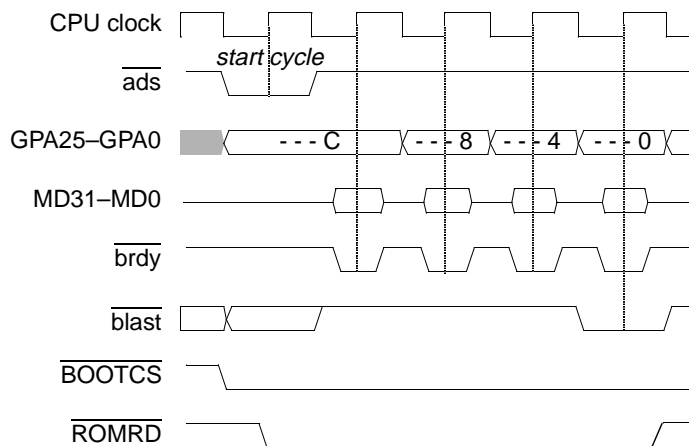 CPU clock
start cycle
ads
GPA25–GPA0 - - - C - - - 8 - - - 4 - - - 0
MD31–MD0
brdy
blast
BOOTCS
ROMRD